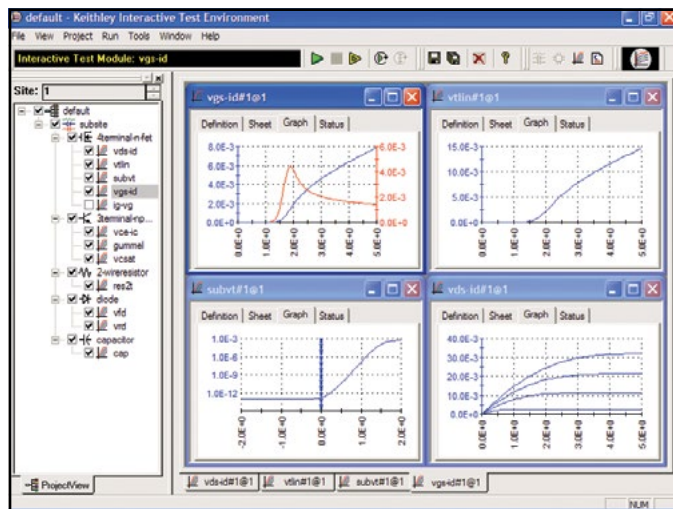 default - Keithley Interactive Test Environment
File View Project Run Tools Window Help
Interactive Test Module: vgs-id
Site: 1
default
subsite
4terminal-n-fet
vds-id
vtlin
subvt
vgs-id
ig-vg
3terminal-np...
vce-ic
gummel
vcsat
2-wireresistor
res2t
diode
vfd
vrd
capacitor
cap
ProjectView
vgs-id#1@1
Definition Sheet Graph Status
8.0E-3 6.0E-3
6.0E-3
4.0E-3
2.0E-3
0.0E+0 0.0E+0
0.0E+0 1.0E+0 2.0E+0 3.0E+0 4.0E+0 5.0E+0
vtlin#1@1
Definition Sheet Graph Status
15.0E-3
10.0E-3
5.0E-3
0.0E+0
0.0E+0 1.0E+0 2.0E+0 3.0E+0 4.0E+0 5.0E+0
subvt#1@1
Definition Sheet Graph Status
1.0E-3
1.0E-6
1.0E-9
1.0E-12
-2.0E+0 -1.0E+0 0.0E+0 1.0E+0 2.0E+0
vds-id#1@1
Definition Sheet Graph Status
40.0E-3
30.0E-3
20.0E-3
10.0E-3
0.0E+0
0.0E+0 1.0E+0 2.0E+0 3.0E+0 4.0E+0 5.0E+0
vds-id#1@1 vtlin#1@1 subvt#1@1 vgs-id#1@1
NUM